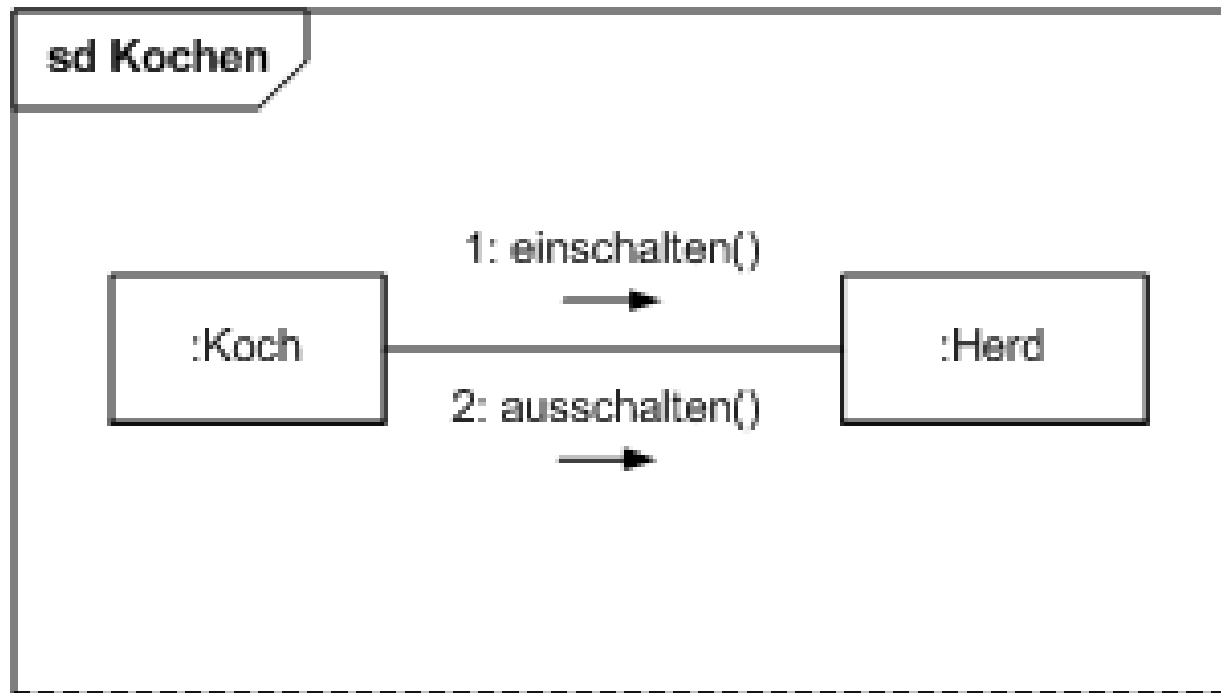 sd Kochen
1: einschalten()
:Koch
:Herd
2: ausschalten()